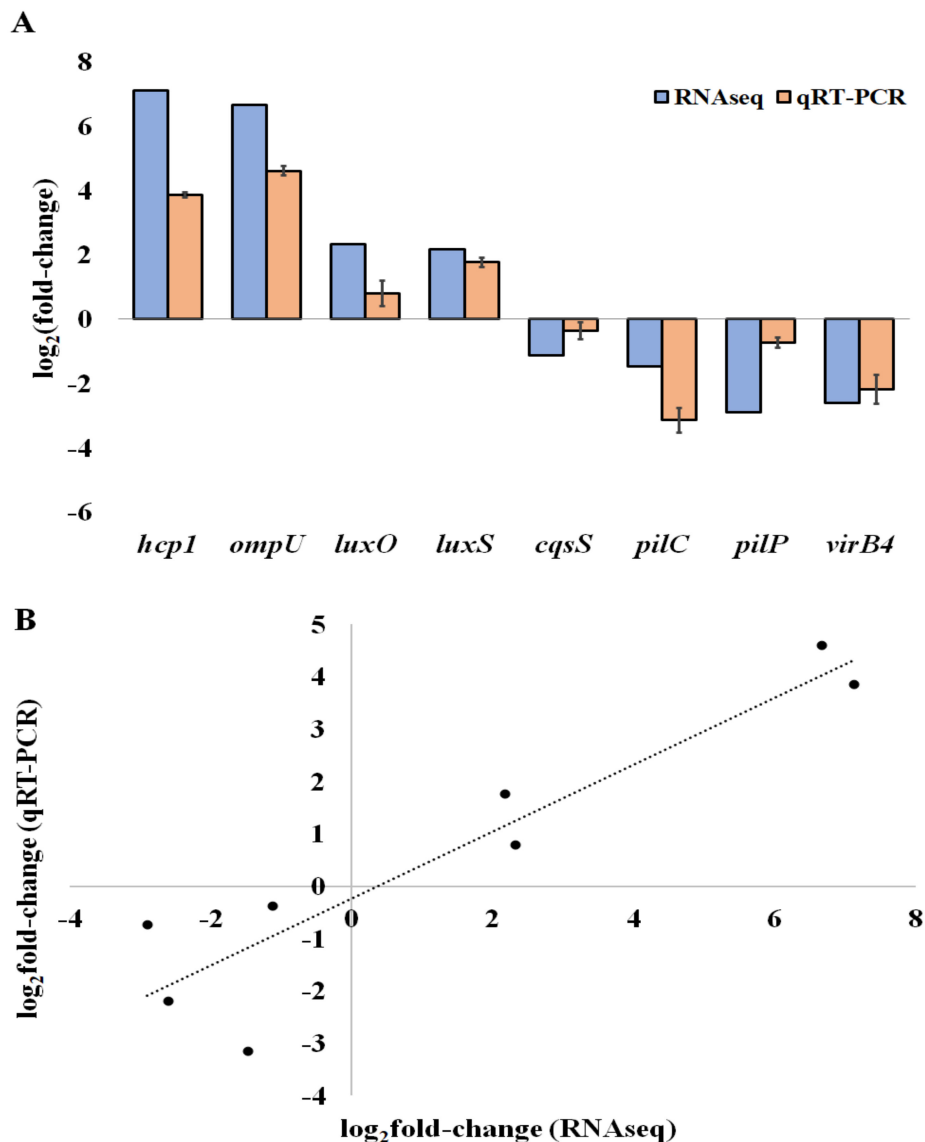 A
8
6
4
2
0
-2
-4
-6
log₂(fold-change)
RNAseq qRT-PCR
hcp1 ompU luxO luxS cqsS pilC pilP virB4
B
5
4
3
2
1
0
-1
-2
-3
-4
-4 -2 0 2 4 6 8
log₂fold-change (qRT-PCR)
log₂fold-change (RNAseq)